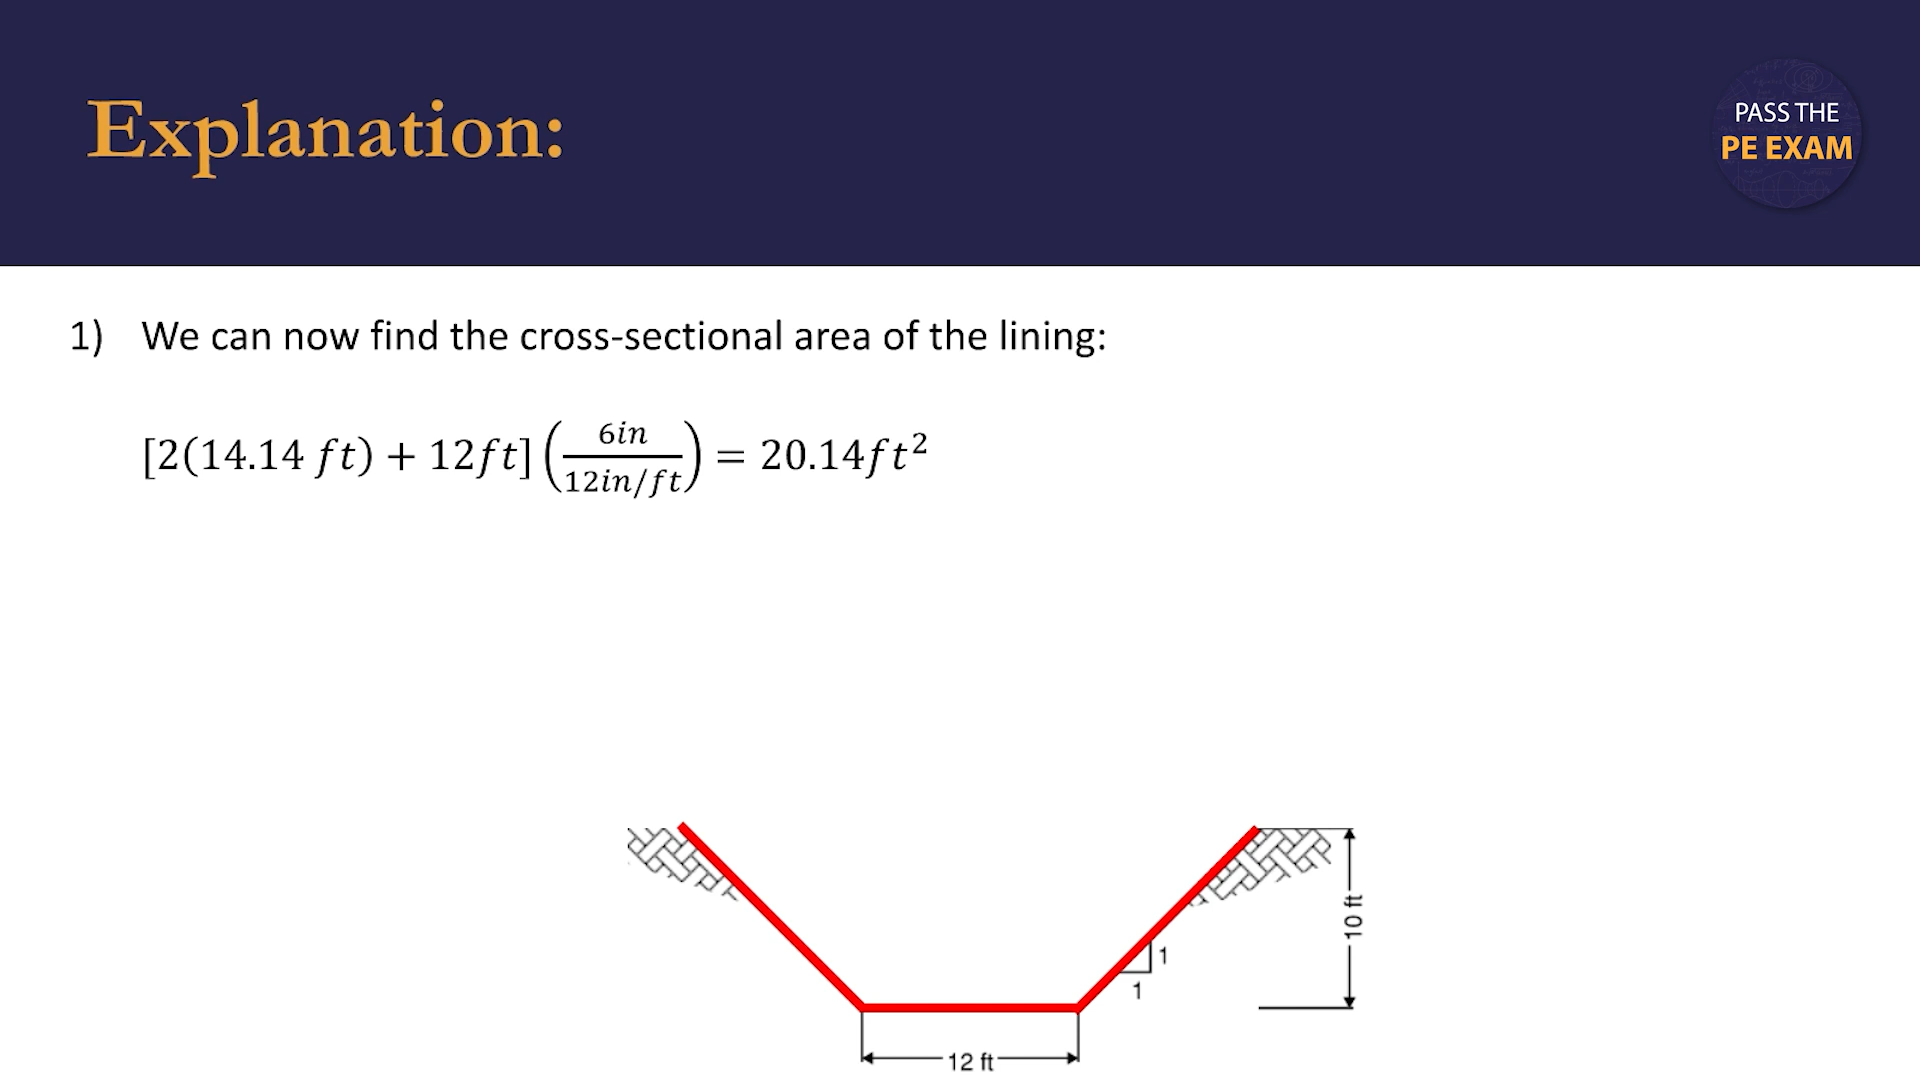 Explanation:
PASS THE
PE EXAM
1) We can now find the cross-sectional area of the lining:
[2(14.14 ft) + 12ft] (6in / 12in/ft) = 20.14ft²
1
1
10 ft
12 ft